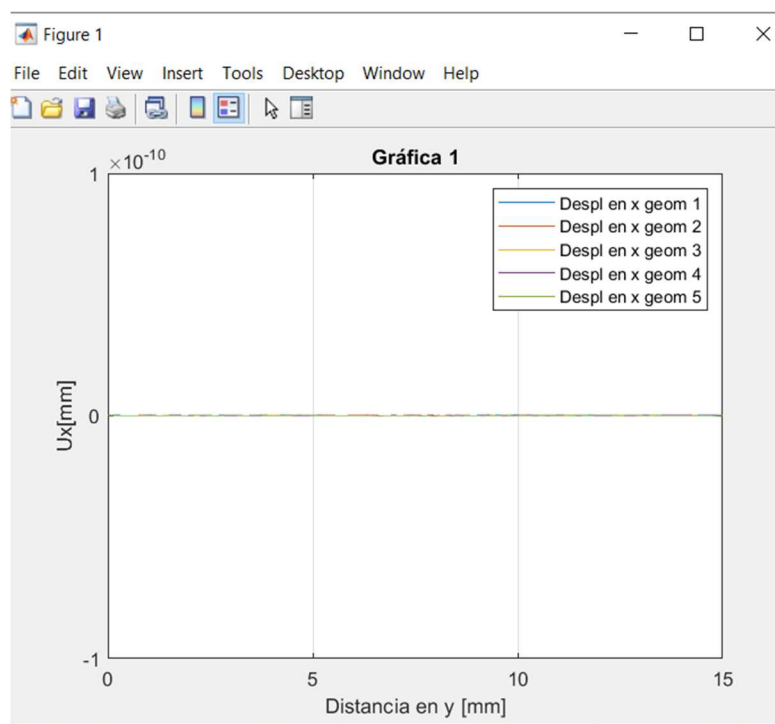 Figure 1
File Edit View Insert Tools Desktop Window Help
×10-10
Gráfica 1
1
Despl en x geom 1
Despl en x geom 2
Despl en x geom 3
Despl en x geom 4
Despl en x geom 5
Ux[mm]
0
-1
0 5 10 15
Distancia en y [mm]